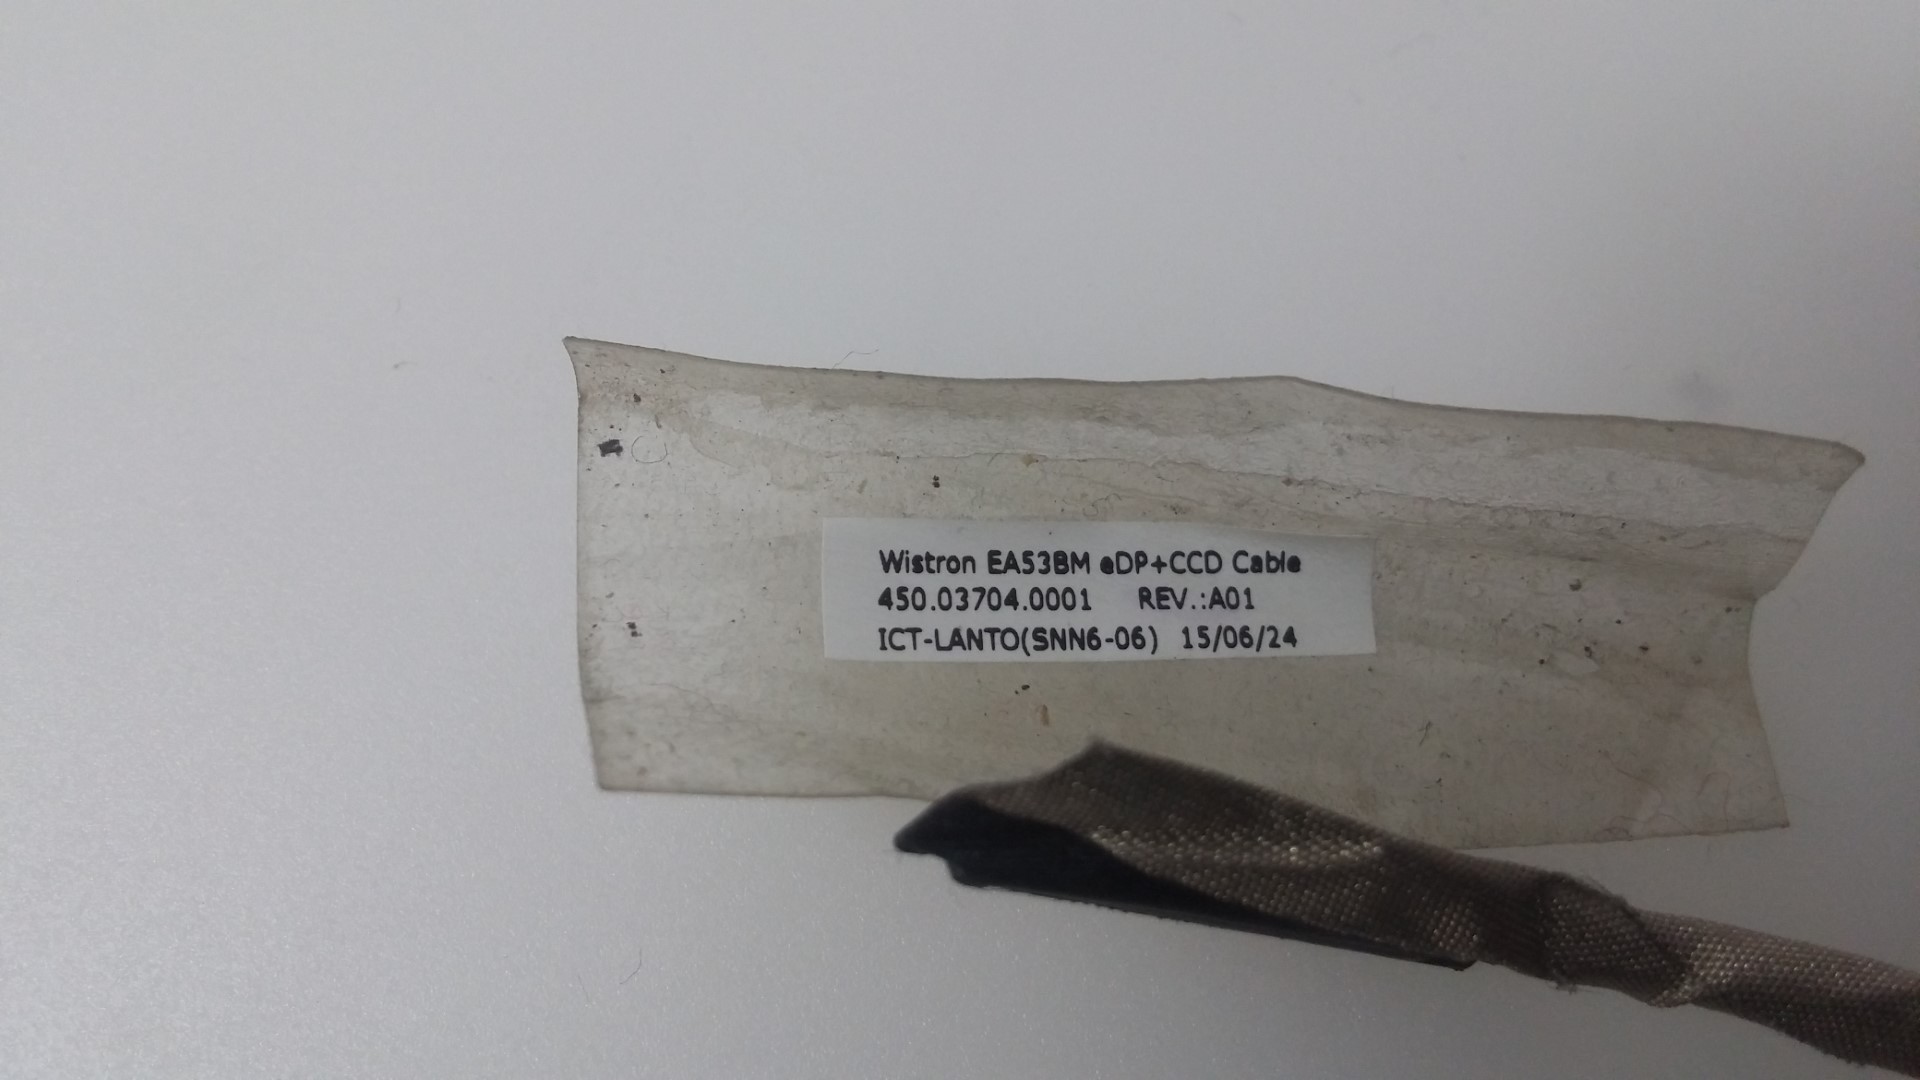 Wistron EA53BM eDP+CCD Cable
450.03704.0001 REV.:A01
ICT-LANTO(SNN6-06) 15/06/24